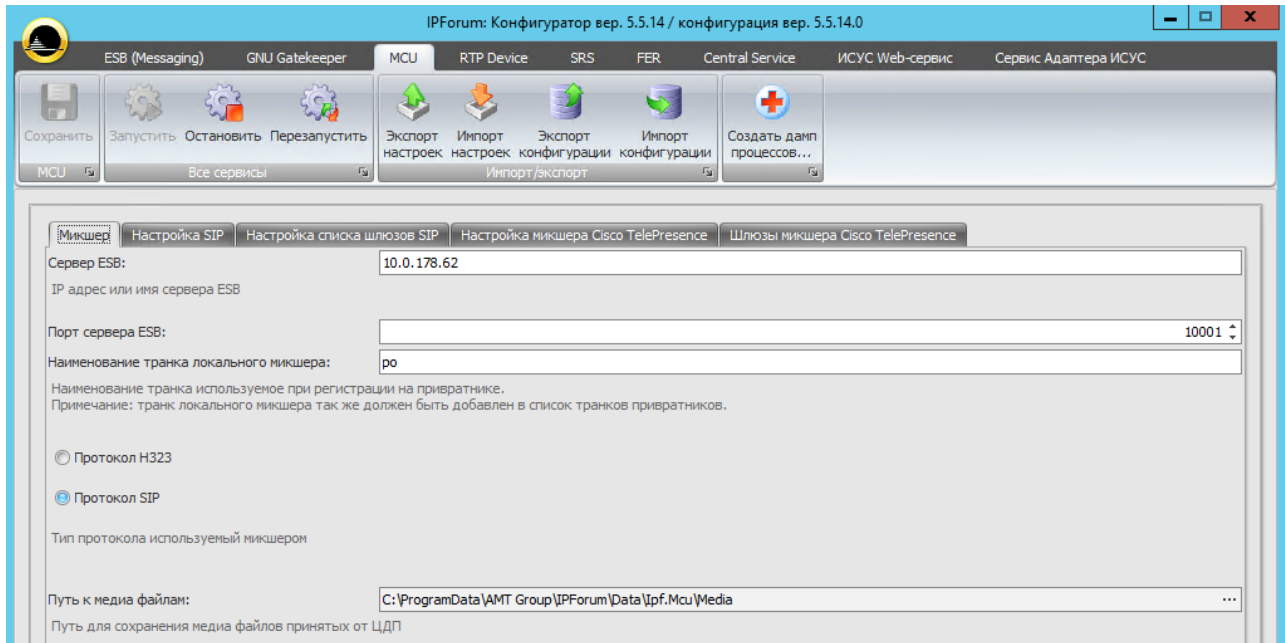 IPForum: Конфигуратор вер. 5.5.14 / конфигурация вер. 5.5.14.0
ESB (Messaging) GNU Gatekeeper MCU RTP Device SRS FER Central Service ИСУС Web-сервис Сервис Адаптера ИСУС
Сохранить Запустить Остановить Перезапустить Экспорт настроек Импорт настроек Экспорт конфигурации Импорт конфигурации Создать дамп процессов...
MCU Все сервисы Импорт/экспорт
Микшер Настройка SIP Настройка списка шлюзов SIP Настройка микшера Cisco TelePresence Шлюзы микшера Cisco TelePresence
Сервер ESB: 10.0.178.62
IP адрес или имя сервера ESB
Порт сервера ESB: 10001
Наименование транка локального микшера: po
Наименование транка используемое при регистрации на привратнике.
Примечание: транк локального микшера так же должен быть добавлен в список транков привратников.
Протокол H323
Протокол SIP
Тип протокола используемый микшером
Путь к медиа файлам: C:\ProgramData\AMT Group\IPForum\Data\Ipf.Mcu\Media ...
Путь для сохранения медиа файлов принятых от ЦДП